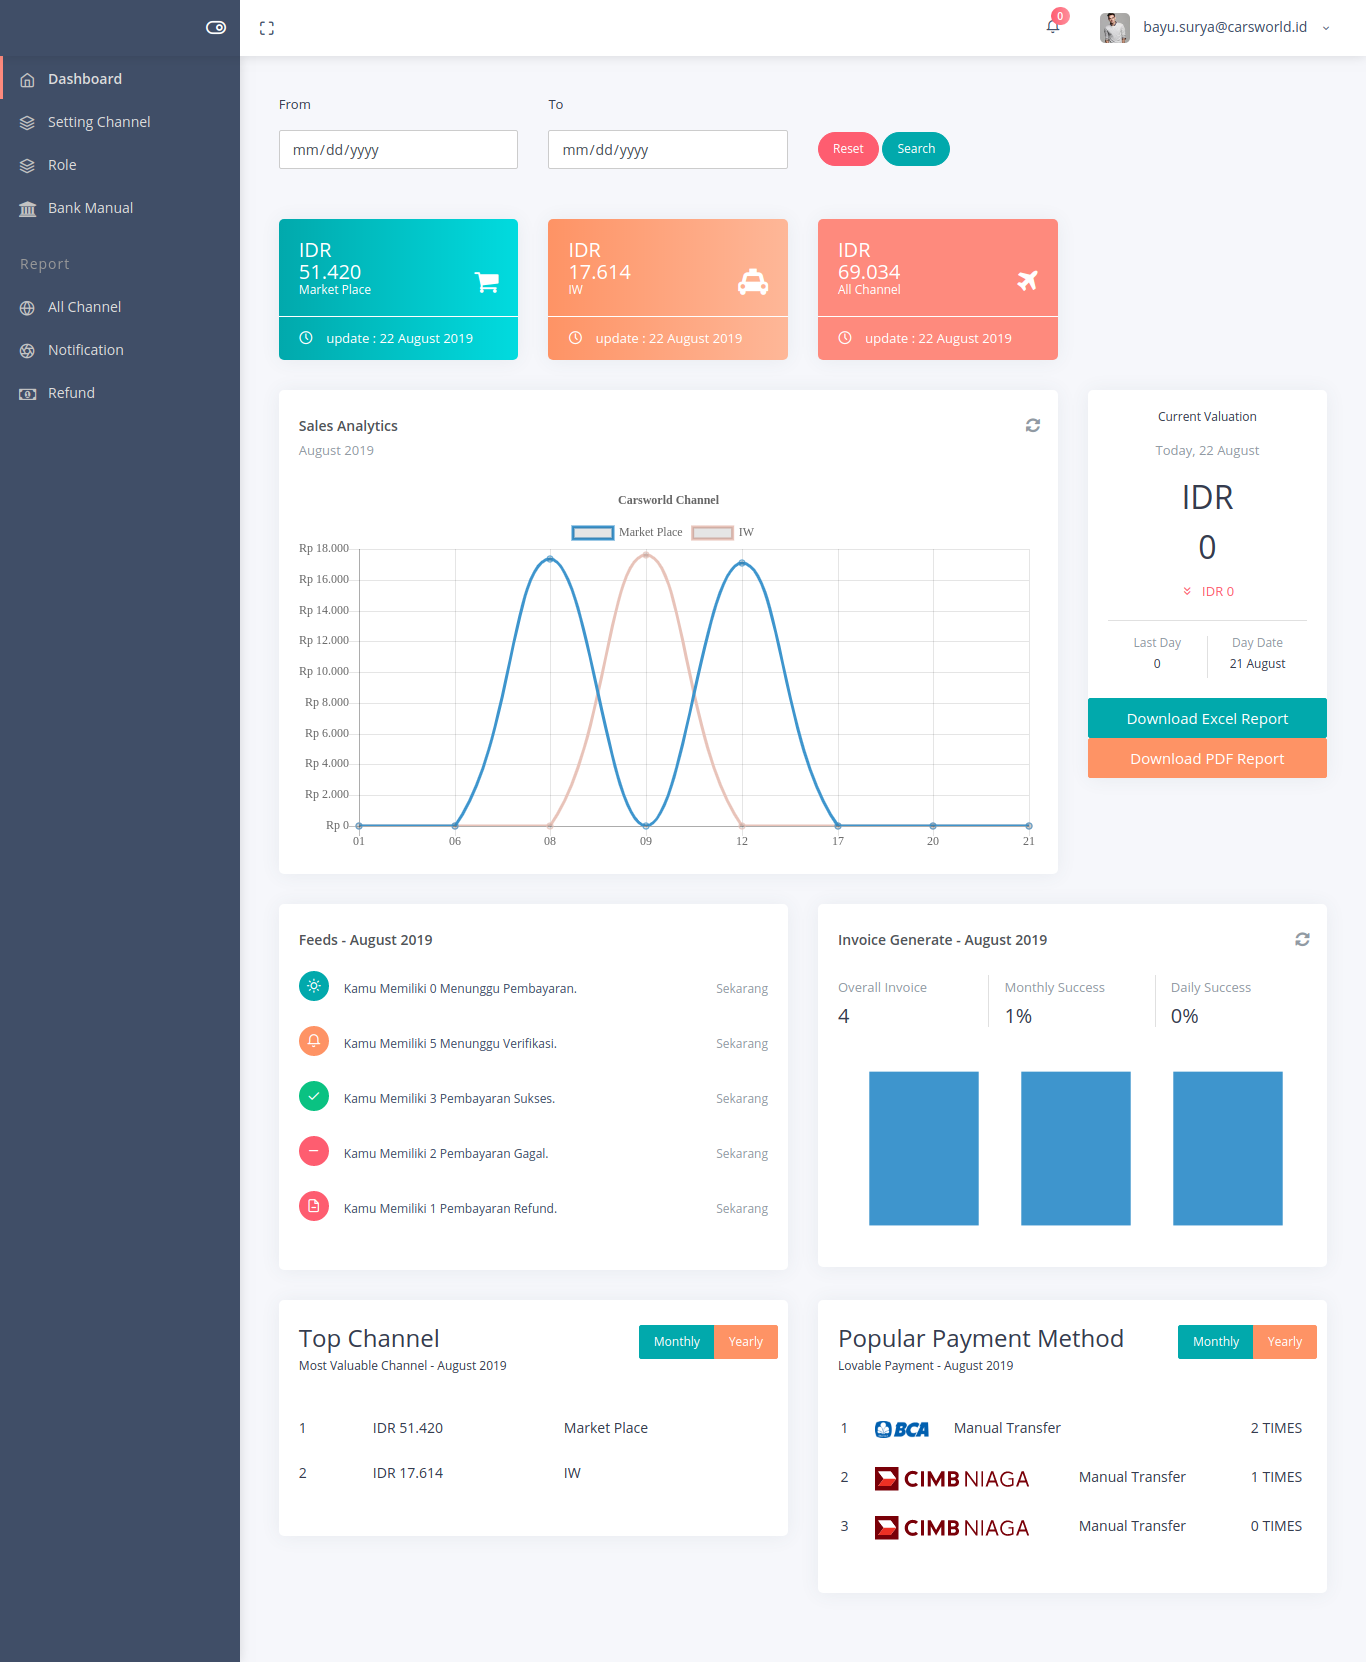 0
bayu.surya@carsworld.id
Dashboard
Setting Channel
Role
Bank Manual
Report
All Channel
Notification
Refund
From
To
mm/dd/yyyy
mm/dd/yyyy
Reset
Search
IDR
51.420
Market Place
update : 22 August 2019
IDR
17.614
IW
update : 22 August 2019
IDR
69.034
All Channel
update : 22 August 2019
Sales Analytics
August 2019
Carsworld Channel
Market Place
IW
Rp 18.000
Rp 16.000
Rp 14.000
Rp 12.000
Rp 10.000
Rp 8.000
Rp 6.000
Rp 4.000
Rp 2.000
Rp 0
01 06 08 09 12 17 20 21
Current Valuation
Today, 22 August
IDR
0
IDR 0
Last Day
0
Day Date
21 August
Download Excel Report
Download PDF Report
Feeds - August 2019
Kamu Memiliki 0 Menunggu Pembayaran. Sekarang
Kamu Memiliki 5 Menunggu Verifikasi. Sekarang
Kamu Memiliki 3 Pembayaran Sukses. Sekarang
Kamu Memiliki 2 Pembayaran Gagal. Sekarang
Kamu Memiliki 1 Pembayaran Refund. Sekarang
Invoice Generate - August 2019
Overall Invoice
4
Monthly Success
1%
Daily Success
0%
Top Channel
Most Valuable Channel - August 2019
Monthly
Yearly
1 IDR 51.420 Market Place
2 IDR 17.614 IW
Popular Payment Method
Lovable Payment - August 2019
Monthly
Yearly
1 BCA Manual Transfer 2 TIMES
2 CIMB NIAGA Manual Transfer 1 TIMES
3 CIMB NIAGA Manual Transfer 0 TIMES